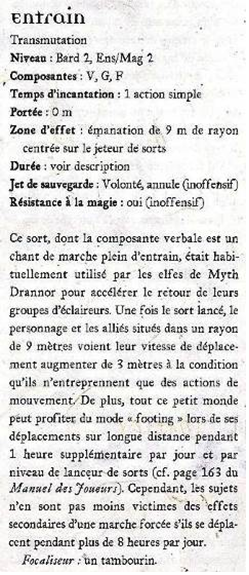 Entrain
Transmutation
Niveau : Bard 2, Ens/Mag 2
Composantes : V, G, F
Temps d'incantation : 1 action simple
Portée : 0 m
Zone d'effet : émanation de 9 m de rayon
centrée sur le jeteur de sorts
Durée : voir description
Jet de sauvegarde : Volonté, annule (inoffensif)
Résistance à la magie : oui (inoffensif)
Ce sort, dont la composante verbale est un
chant de marche plein d'entrain, était habi-
tuellement utilisé par les elfes de Myth
Drannor pour accélérer le retour de leurs
groupes d'éclaireurs. Une fois le sort lancé, le
personnage et les alliés situés dans un rayon
de 9 mètres voient leur vitesse de déplace-
ment augmenter de 3 mètres à la condition
qu'ils n'entreprennent que des actions de
mouvement. De plus, tout ce petit monde
peut profiter du mode « footing » lors de ses
déplacements sur longue distance pendant
1 heure supplémentaire par jour et par
niveau de lanceur de sorts (cf. page 163 du
Manuel des Joueurs). Cependant, les sujets
n'en sont pas moins victimes des effets
secondaires d'une marche forcée s'ils se dépla-
cent pendant plus de 8 heures par jour.
Focaliseur : un tambourin.